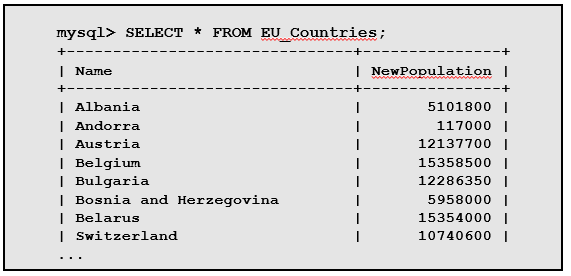 mysql> SELECT * FROM EU_Countries;
+----------------------------------+----------------+
| Name | NewPopulation |
+----------------------------------+----------------+
| Albania | 5101800 |
| Andorra | 117000 |
| Austria | 12137700 |
| Belgium | 15358500 |
| Bulgaria | 12286350 |
| Bosnia and Herzegovina | 5958000 |
| Belarus | 15354000 |
| Switzerland | 10740600 |
...